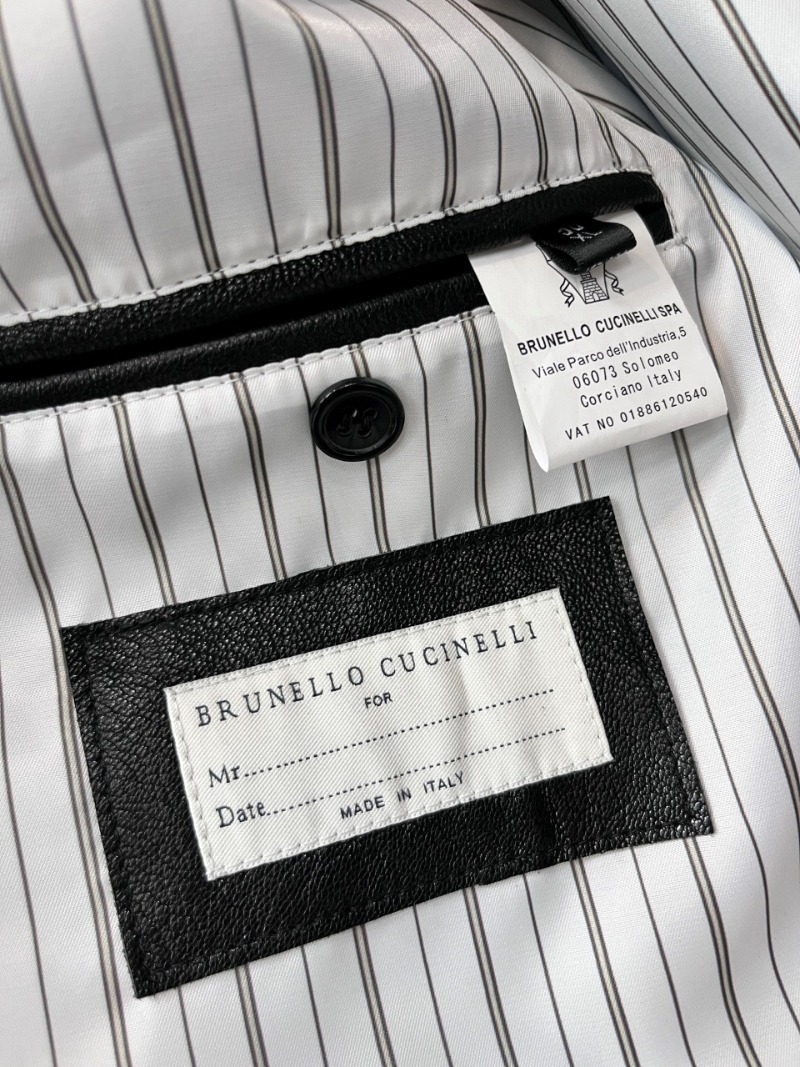 BRUNELLO CUCINELLI SPA
Viale Parco dell'Industria,5
06073 Solomeo
Corciano Italy
VAT NO 01886120540
BRUNELLO CUCINELLI
FOR
Mr..............................................
Date..............................................
MADE IN ITALY